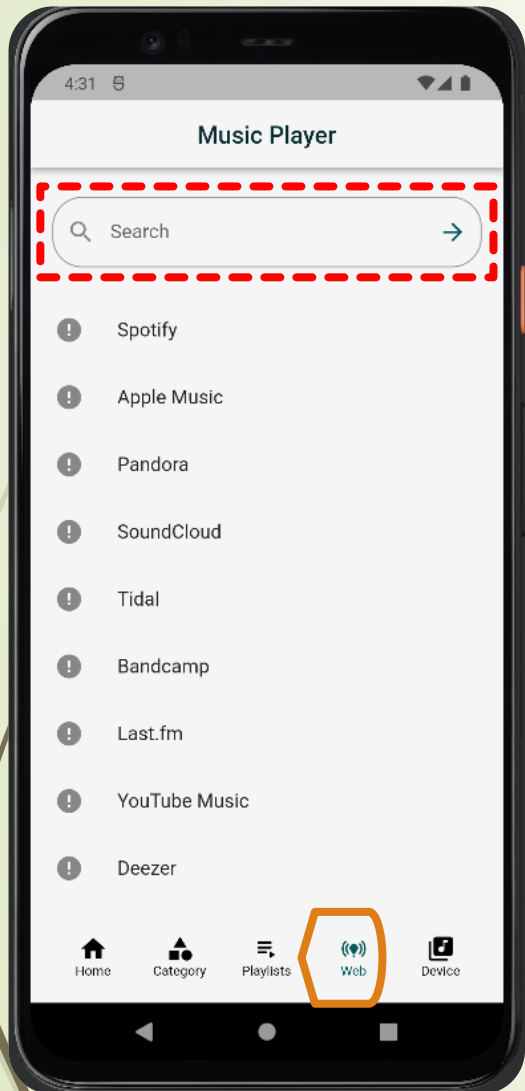 4:31
Music Player
Search
Spotify
Apple Music
Pandora
SoundCloud
Tidal
Bandcamp
Last.fm
YouTube Music
Deezer
Home Category Playlists Web Device